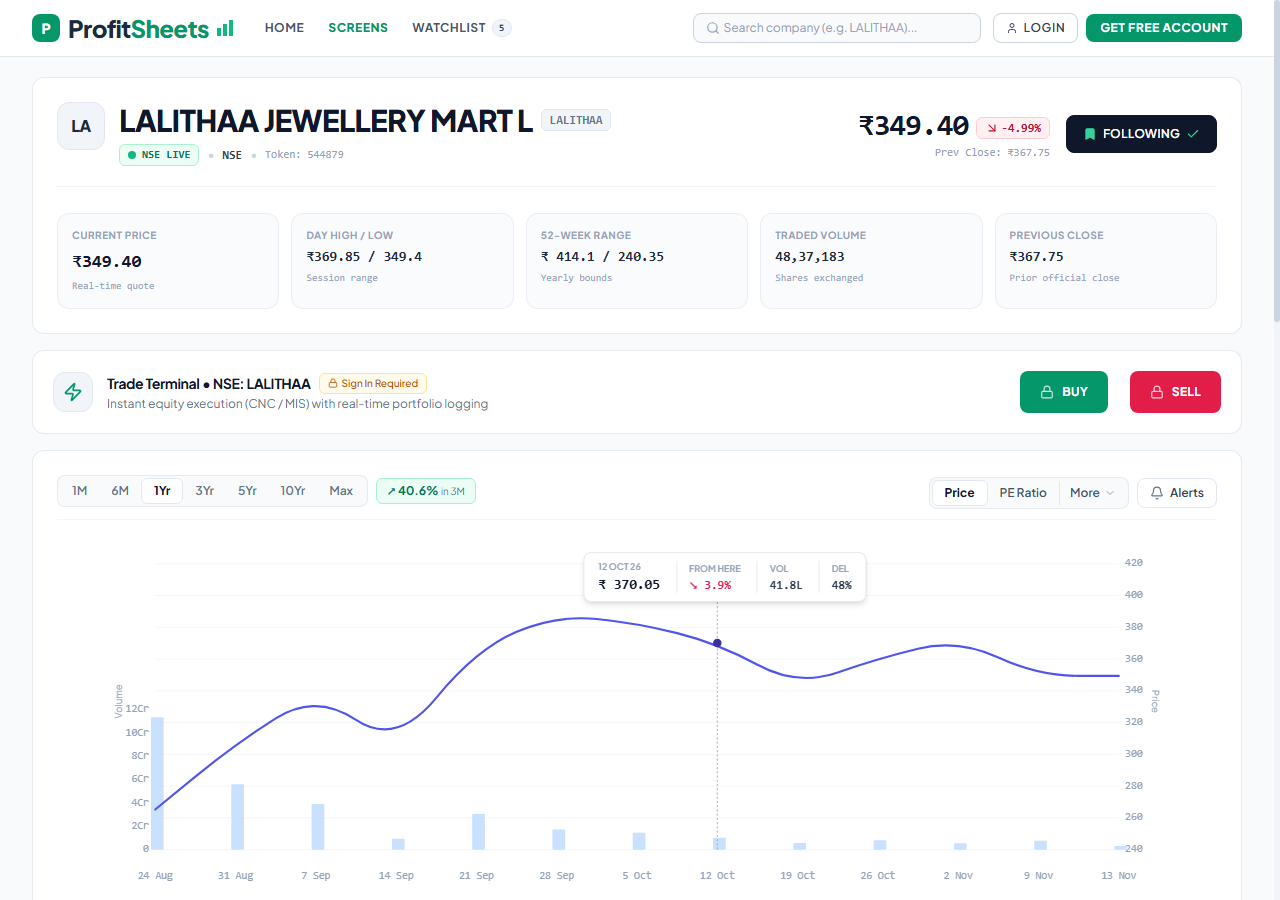 P ProfitSheets HOME SCREENS WATCHLIST 5 Search company (e.g. LALITHAA)... LOGIN GET FREE ACCOUNT
LA LALITHAA JEWELLERY MART L LALITHAA
NSE LIVE • NSE • Token: 544879
₹349.40 ↘ -4.99%
Prev Close: ₹367.75
FOLLOWING ✓
CURRENT PRICE
₹349.40
Real-time quote
DAY HIGH / LOW
₹369.85 / 349.4
Session range
52-WEEK RANGE
₹ 414.1 / 240.35
Yearly bounds
TRADED VOLUME
48,37,183
Shares exchanged
PREVIOUS CLOSE
₹367.75
Prior official close
Trade Terminal • NSE: LALITHAA Sign In Required
Instant equity execution (CNC / MIS) with real-time portfolio logging
BUY SELL
1M 6M 1Yr 3Yr 5Yr 10Yr Max ↗ 40.6% in 3M
Price PE Ratio More Alerts
12 OCT 26
₹ 370.05
FROM HERE
↘ 3.9%
VOL
41.8L
DEL
48%
Volume
12Cr
10Cr
8Cr
6Cr
4Cr
2Cr
0
420
400
380
360
340
320
300
280
260
240
Price
24 Aug 31 Aug 7 Sep 14 Sep 21 Sep 28 Sep 5 Oct 12 Oct 19 Oct 26 Oct 2 Nov 9 Nov 13 Nov